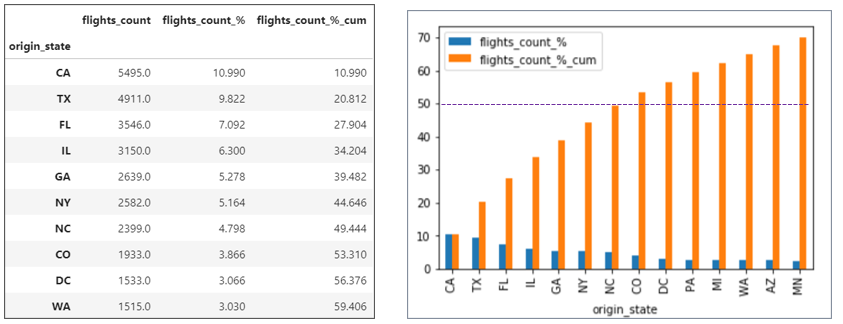 flights_count flights_count_% flights_count_%_cum
origin_state
CA 5495.0 10.990 10.990
TX 4911.0 9.822 20.812
FL 3546.0 7.092 27.904
IL 3150.0 6.300 34.204
GA 2639.0 5.278 39.482
NY 2582.0 5.164 44.646
NC 2399.0 4.798 49.444
CO 1933.0 3.866 53.310
DC 1533.0 3.066 56.376
WA 1515.0 3.030 59.406
flights_count_%
flights_count_%_cum
70
60
50
40
30
20
10
0
CA TX FL IL GA NY NC CO DC PA MI WA AZ MN
origin_state